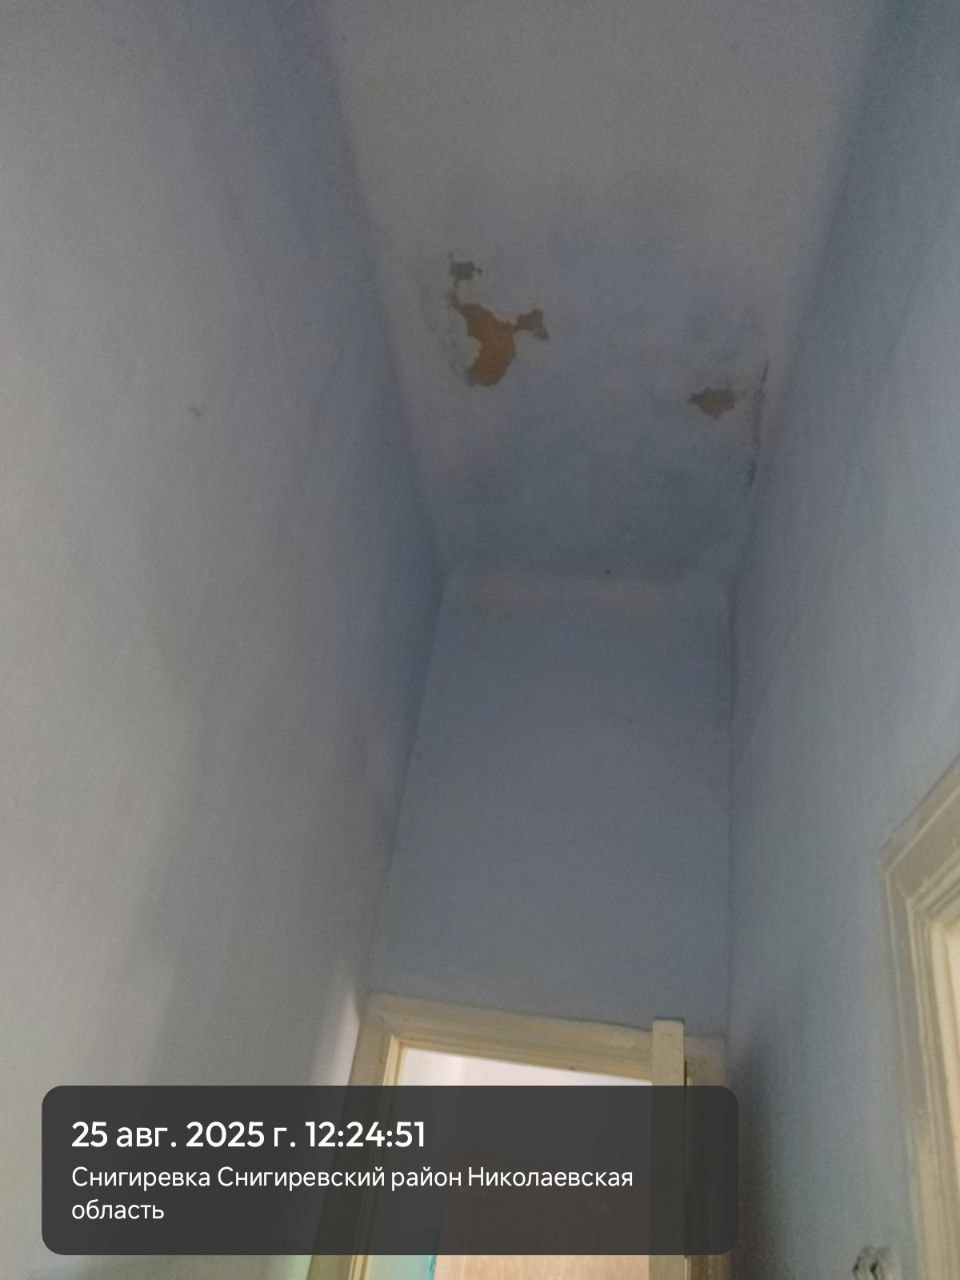 25 авг. 2025 г. 12:24:51
Снигиревка Снигиревский район Николаевская
область